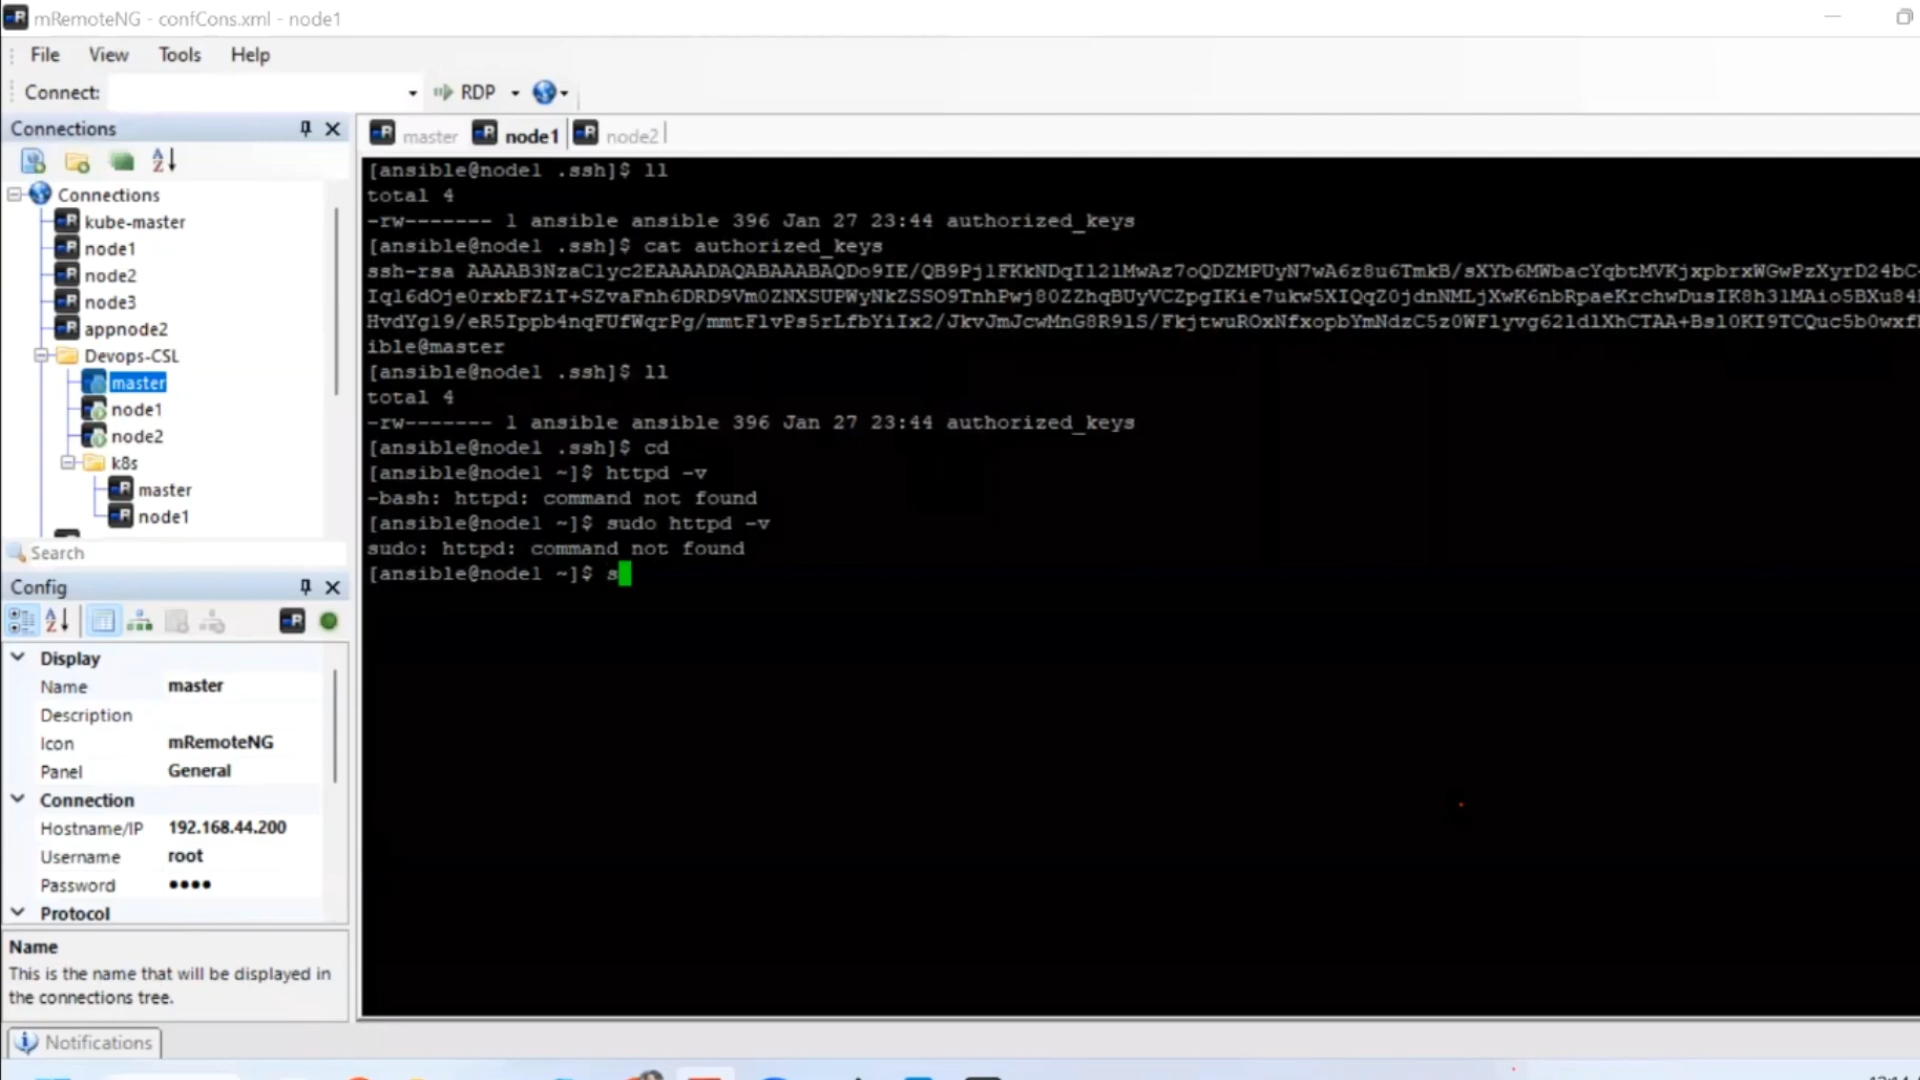 mRemoteNG - confCons.xml - node1
File View Tools Help
Connect: RDP
Connections
master node1 node2
Connections
kube-master
node1
node2
node3
appnode2
Devops-CSL
master
node1
node2
k8s
master
node1
Search
Config
Display
Name master
Description
Icon mRemoteNG
Panel General
Connection
Hostname/IP 192.168.44.200
Username root
Password ••••
Protocol
Name
This is the name that will be displayed in
the connections tree.
Notifications
[ansible@node1 .ssh]$ ll
total 4
-rw------- 1 ansible ansible 396 Jan 27 23:44 authorized_keys
[ansible@node1 .ssh]$ cat authorized_keys
ssh-rsa
ible@master
[ansible@node1 .ssh]$ ll
total 4
-rw------- 1 ansible ansible 396 Jan 27 23:44 authorized_keys
[ansible@node1 .ssh]$ cd
[ansible@node1 ~]$ httpd -v
-bash: httpd: command not found
[ansible@node1 ~]$ sudo httpd -v
sudo: httpd: command not found
[ansible@node1 ~]$ s